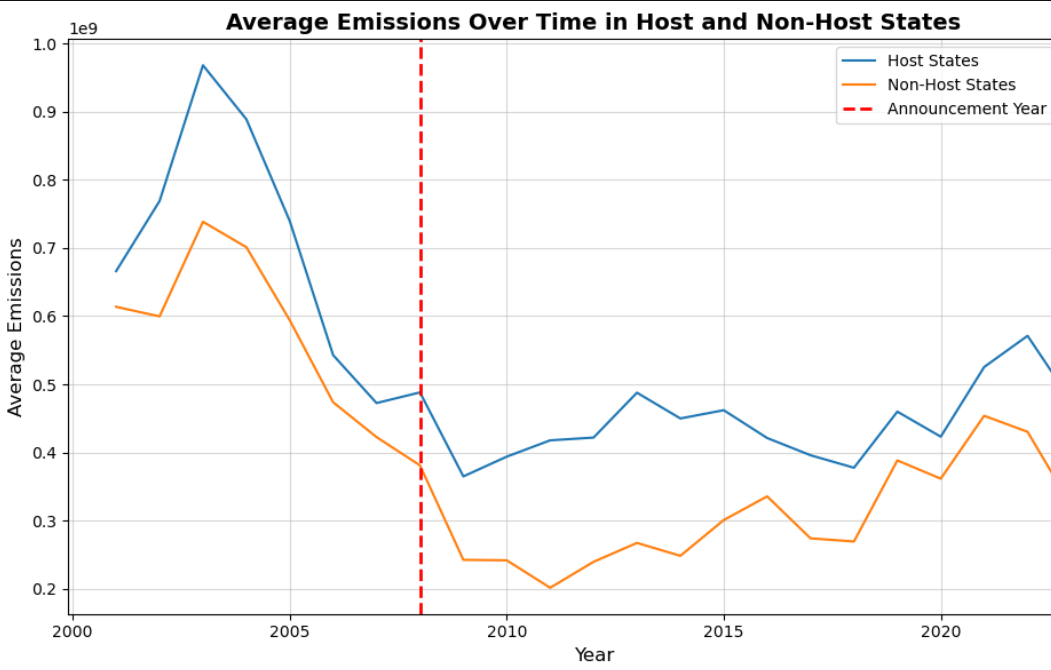 Average Emissions Over Time in Host and Non-Host States
1e9
1.0
0.9
0.8
0.7
0.6
0.5
0.4
0.3
0.2
Average Emissions
Host States
Non-Host States
Announcement Year
2000 2005 2010 2015 2020
Year